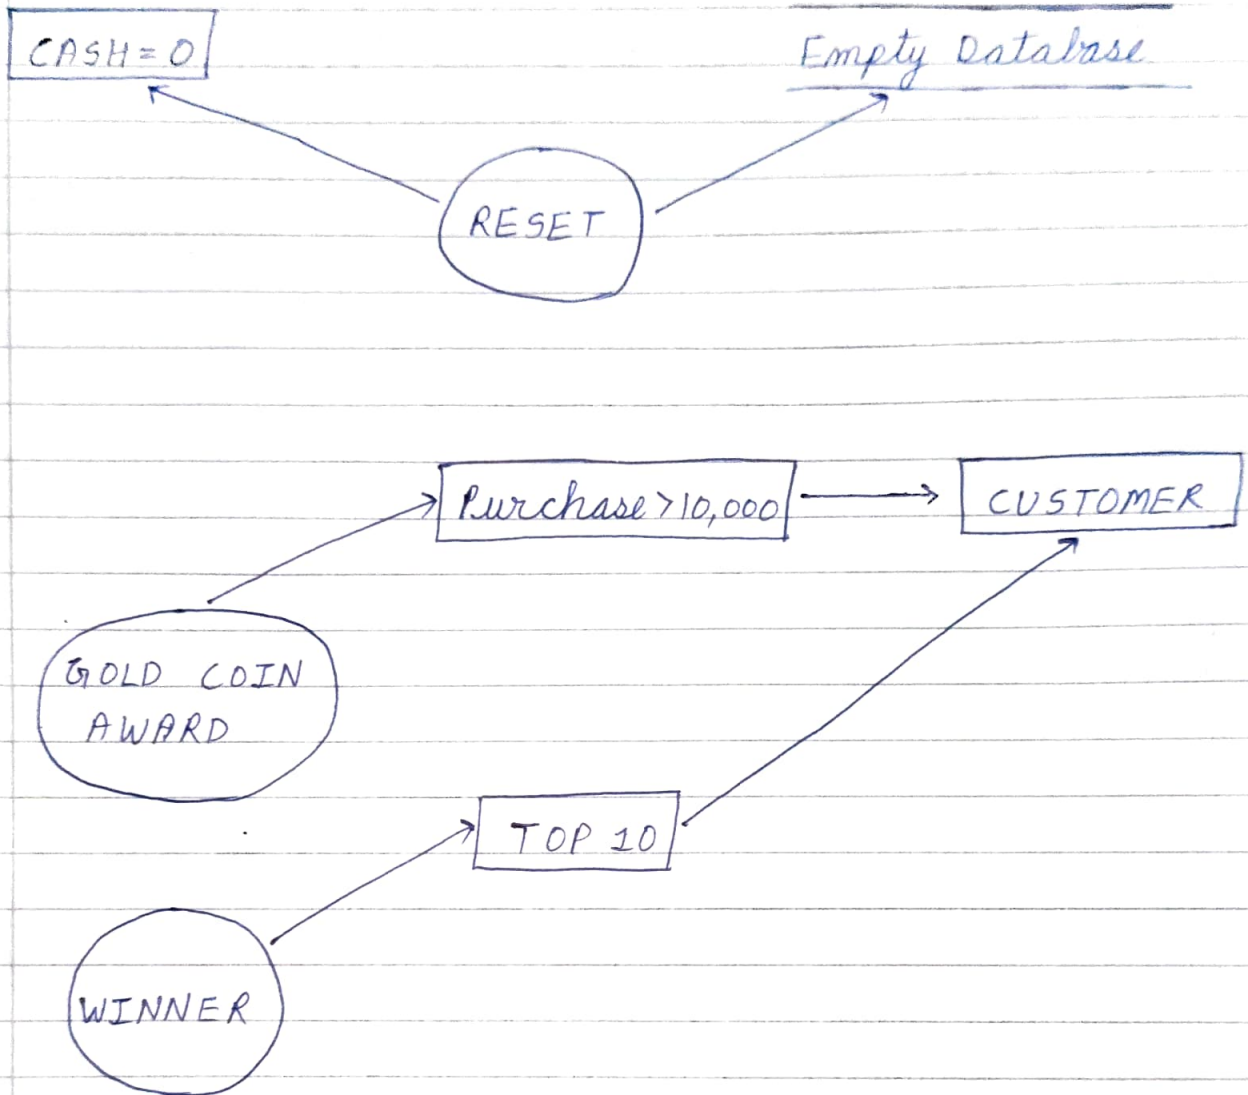 CASH = 0
Empty Database
RESET
Purchase > 10,000
CUSTOMER
GOLD COIN
AWARD
TOP 10
WINNER